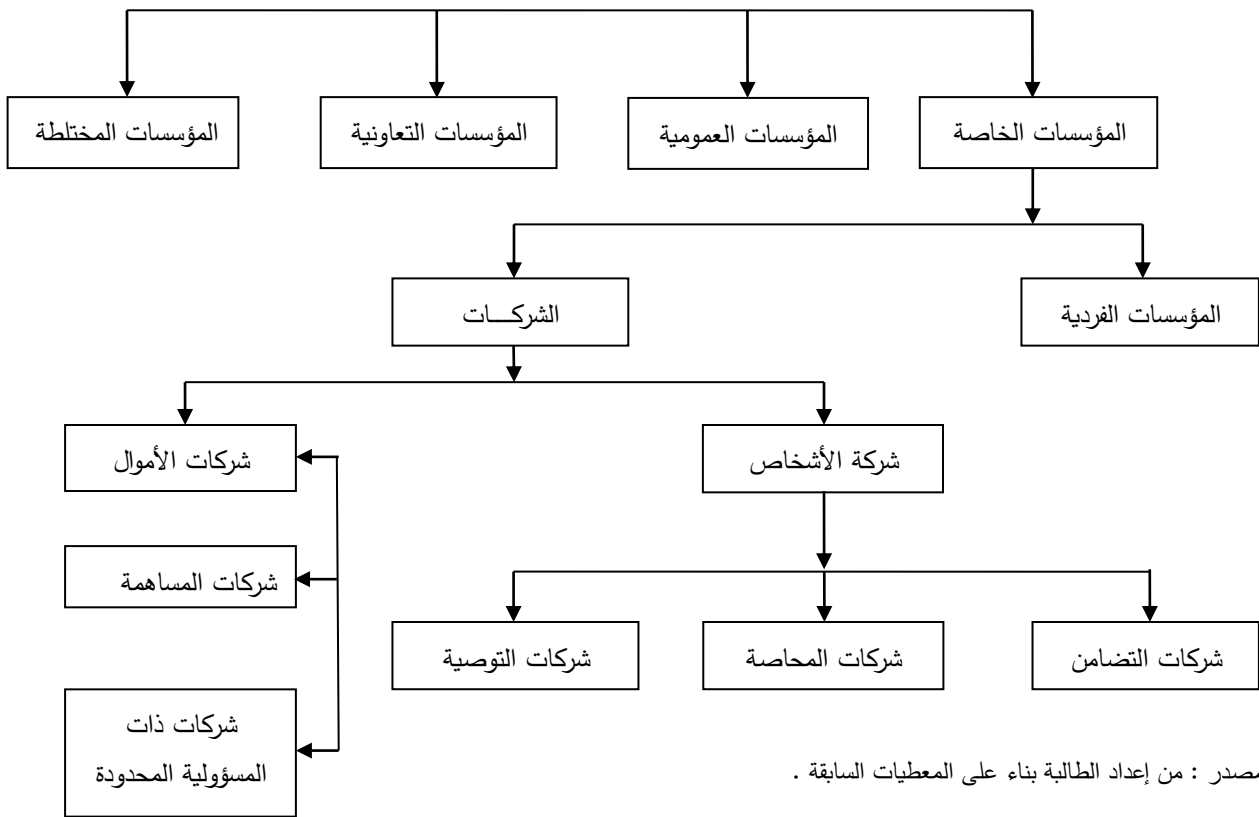 المؤسسات الخاصة
المؤسسات العمومية
المؤسسات التعاونية
المؤسسات المختلطة
المؤسسات الفردية
الشركـــات
شركة الأشخاص
شركات الأموال
شركات المساهمة
شركات ذات
المسؤولية المحدودة
شركات التضامن
شركات المحاصة
شركات التوصية
مصدر : من إعداد الطالبة بناء على المعطيات السابقة .